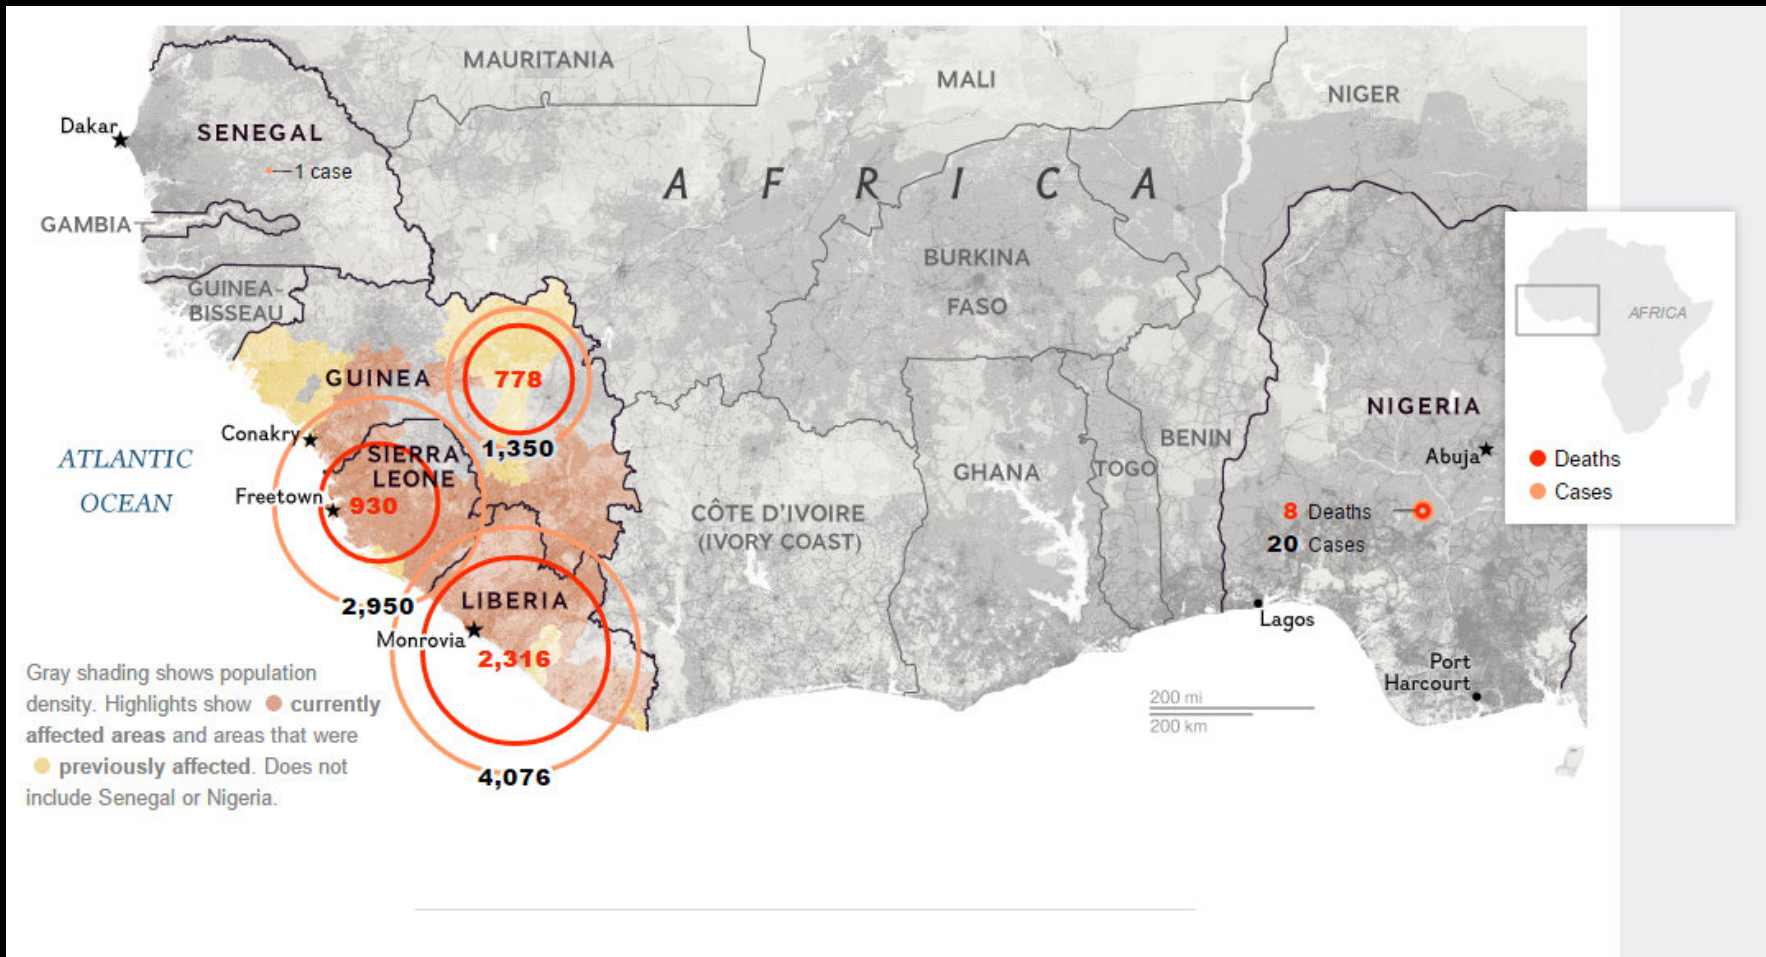 MAURITANIA
MALI
NIGER
Dakar
SENEGAL
1 case
AFRICA
GAMBIA
GUINEA-
BISSEAU
BURKINA
FASO
AFRICA
GUINEA
778
1,350
NIGERIA
Conakry
ATLANTIC
OCEAN
SIERRA
LEONE
Freetown
930
2,950
BENIN
Abuja
Deaths
Cases
GHANA
TOGO
CÔTE D'IVOIRE
(IVORY COAST)
8 Deaths
20 Cases
LIBERIA
Monrovia
2,316
4,076
Lagos
Port
Harcourt
200 mi
200 km
Gray shading shows population
density. Highlights show currently
affected areas and areas that were
previously affected. Does not
include Senegal or Nigeria.